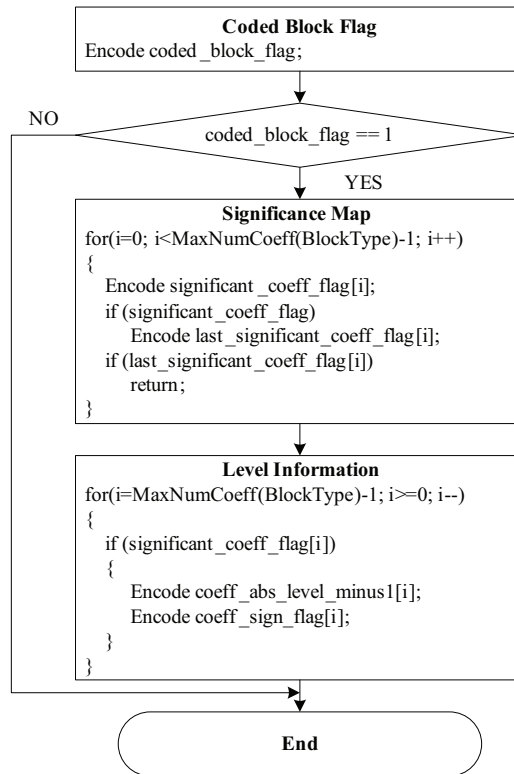 Coded Block Flag
Encode coded_block_flag;
NO
coded_block_flag == 1
YES
Significance Map
for(i=0; i<MaxNumCoeff(BlockType)-1; i++)
{
Encode significant_coeff_flag[i];
if (significant_coeff_flag)
Encode last_significant_coeff_flag[i];
if (last_significant_coeff_flag[i])
return;
}
Level Information
for(i=MaxNumCoeff(BlockType)-1; i>=0; i--)
{
if (significant_coeff_flag[i])
{
Encode coeff_abs_level_minus1[i];
Encode coeff_sign_flag[i];
}
}
End